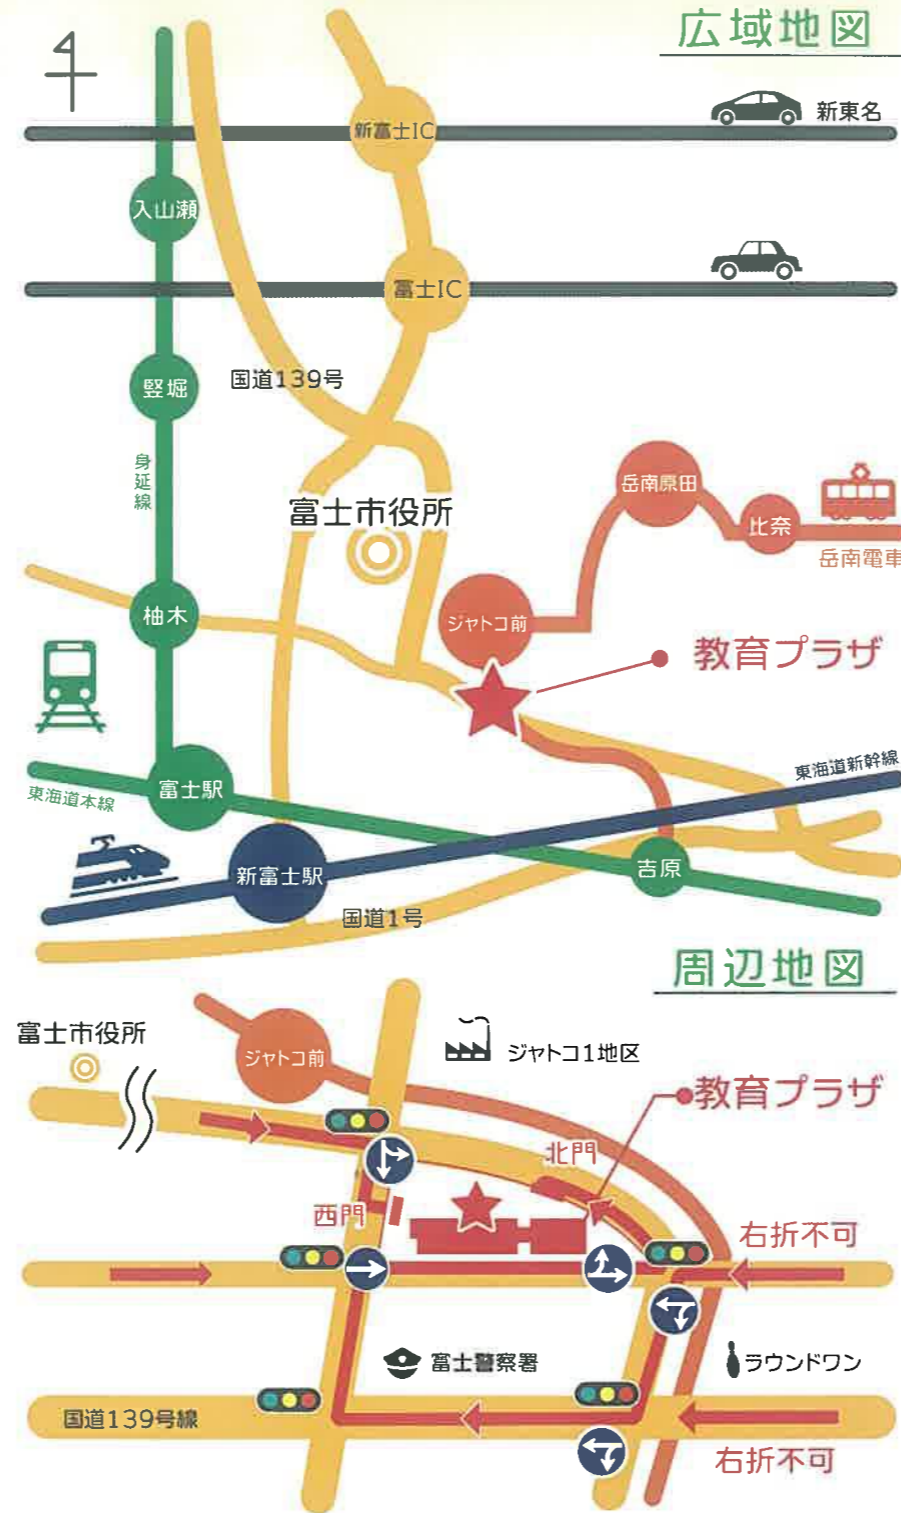 広域地図
新東名
新富士IC
入山瀬
富士IC
竪堀
国道139号
身延線
富士市役所
岳南原田
比奈
岳南電車
柚木
ジャトコ前
教育プラザ
東海道新幹線
富士駅
東海道本線
新富士駅
吉原
国道1号
周辺地図
富士市役所
ジャトコ前
ジャトコ1地区
教育プラザ
北門
西門
右折不可
富士警察署
ラウンドワン
国道139号線
右折不可